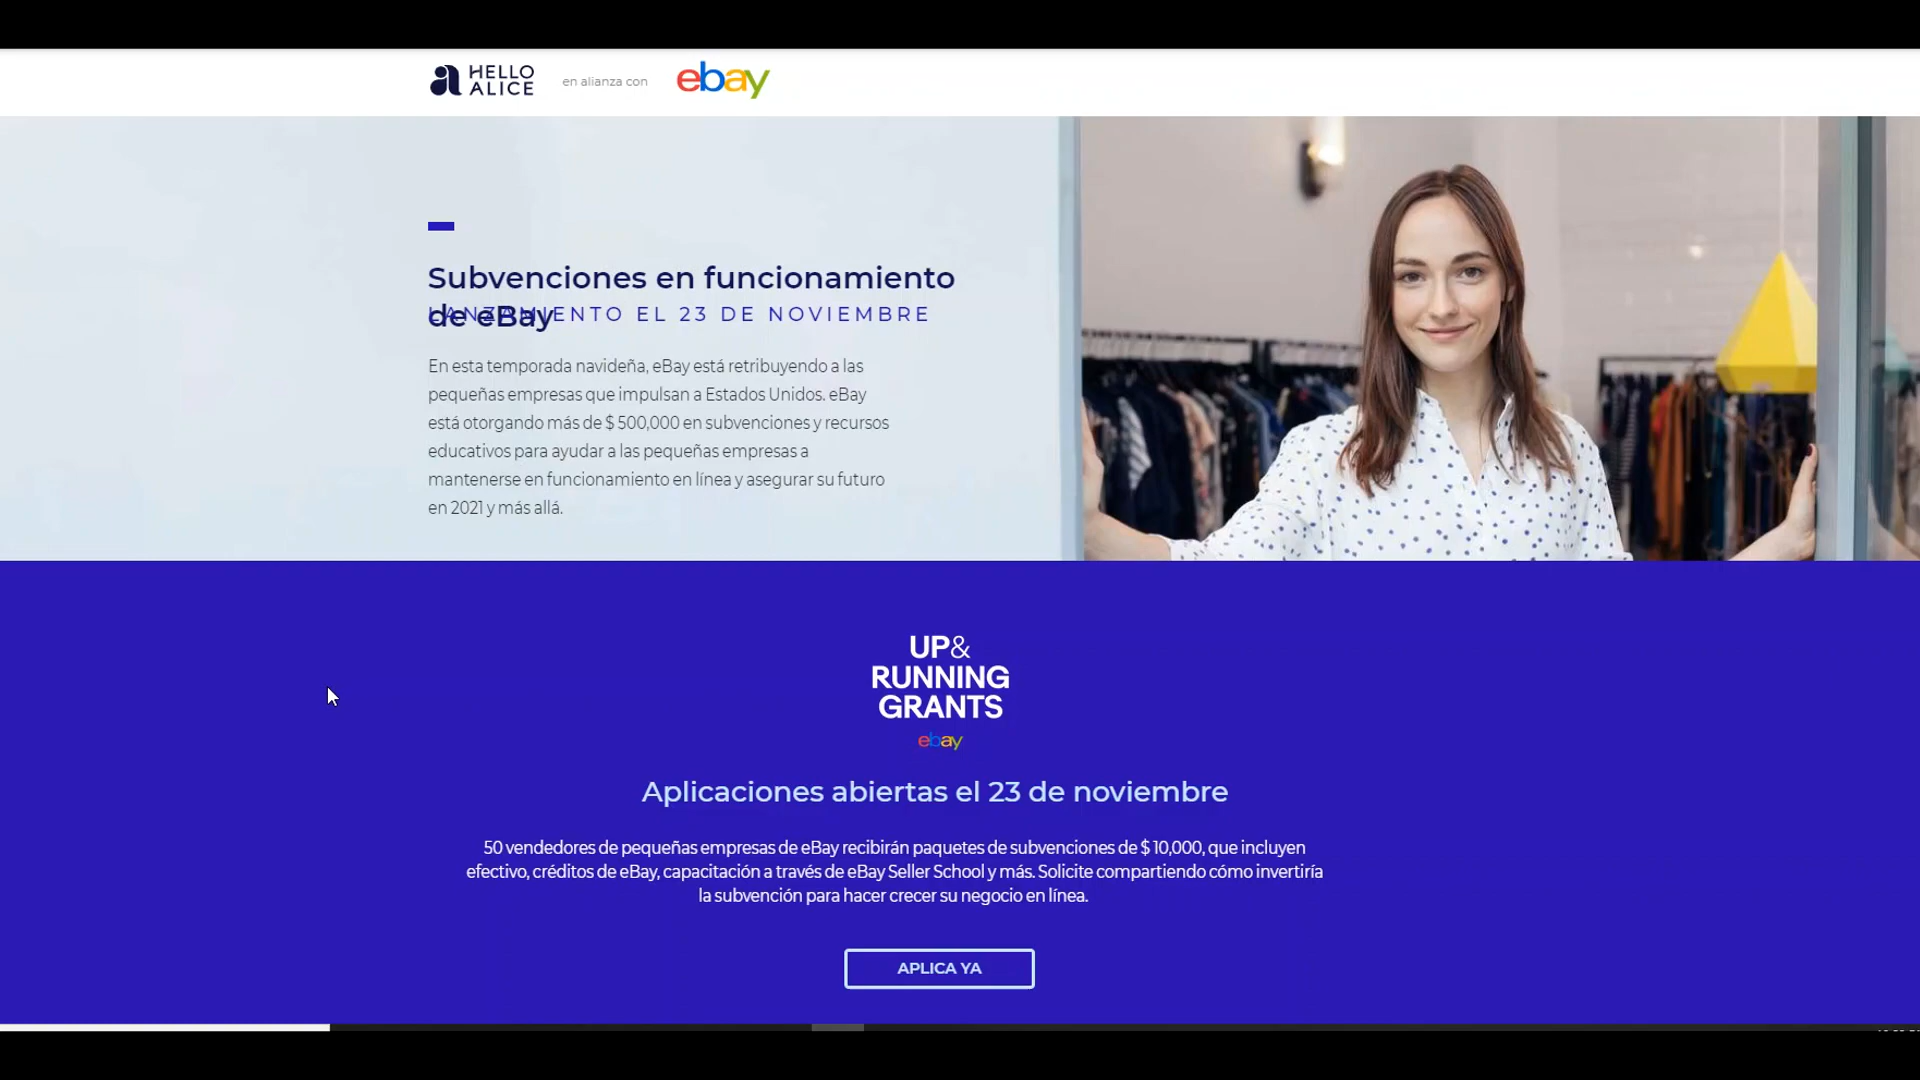 HELLO
ALICE
en alianza con
ebay
Subvenciones en funcionamiento
de eBay
LANZAMIENTO EL 23 DE NOVIEMBRE
En esta temporada navideña, eBay está retribuyendo a las
pequeñas empresas que impulsan a Estados Unidos. eBay
está otorgando más de $ 500,000 en subvenciones y recursos
educativos para ayudar a las pequeñas empresas a
mantenerse en funcionamiento en línea y asegurar su futuro
en 2021 y más allá.
UP&
RUNNING
GRANTS
ebay
Aplicaciones abiertas el 23 de noviembre
50 vendedores de pequeñas empresas de eBay recibirán paquetes de subvenciones de $ 10,000, que incluyen
efectivo, créditos de eBay, capacitación a través de eBay Seller School y más. Solicite compartiendo cómo invertiría
la subvención para hacer crecer su negocio en línea.
APLICA YA